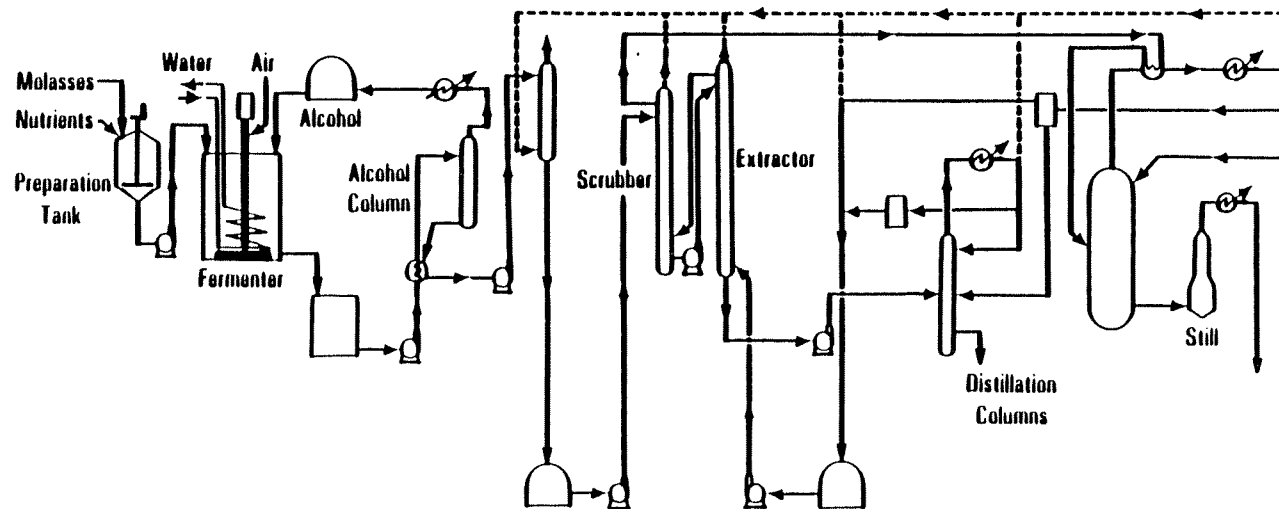 Molasses
Nutrients
Preparation
Tank
Water
Air
Fermenter
Alcohol
Alcohol
Column
Scrubber
Extractor
Distillation
Columns
Still